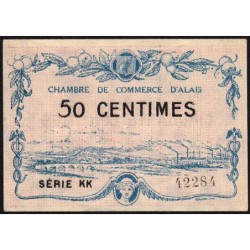 CHAMBRE DE COMMERCE D'ALAIS
50 CENTIMES
SÉRIE KK 42284